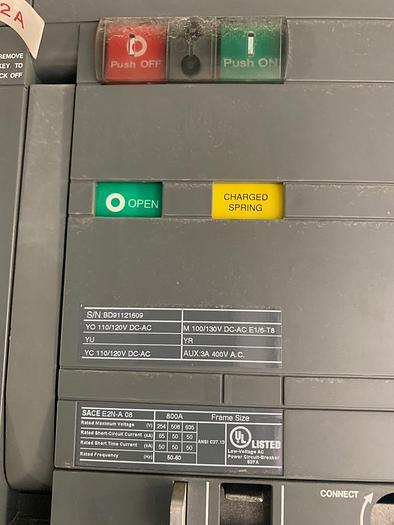 2A
REMOVE
KEY TO
CK OFF
O I
Push OFF Push ON
OPEN
CHARGED
SPRING
S/N:BD91121609
YO 110/120V DC-AC M 100/130V DC-AC E1/6-T8
YU YR
YC 110/120V DC-AC AUX:3A 400V A.C.
SACE E2N-A 08 800A Frame Size
Rated Maximum Voltage (V) 254 508 635
Rated Short-Circuit Current (kA) 65 50 50
Rated Short Time Current (kA) 50 50 50
Rated Frequency (Hz) 50-60
ANSI C37.13
UL LISTED
Low-Voltage AC
Power Circuit-Breaker
63FA
CONNECT